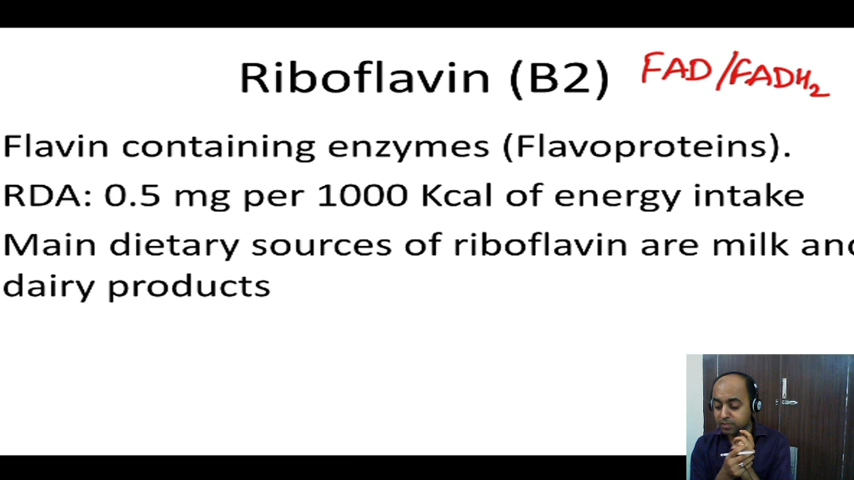 Riboflavin (B2) FAD/FADH2
Flavin containing enzymes (Flavoproteins).
RDA: 0.5 mg per 1000 Kcal of energy intake
Main dietary sources of riboflavin are milk and
dairy products